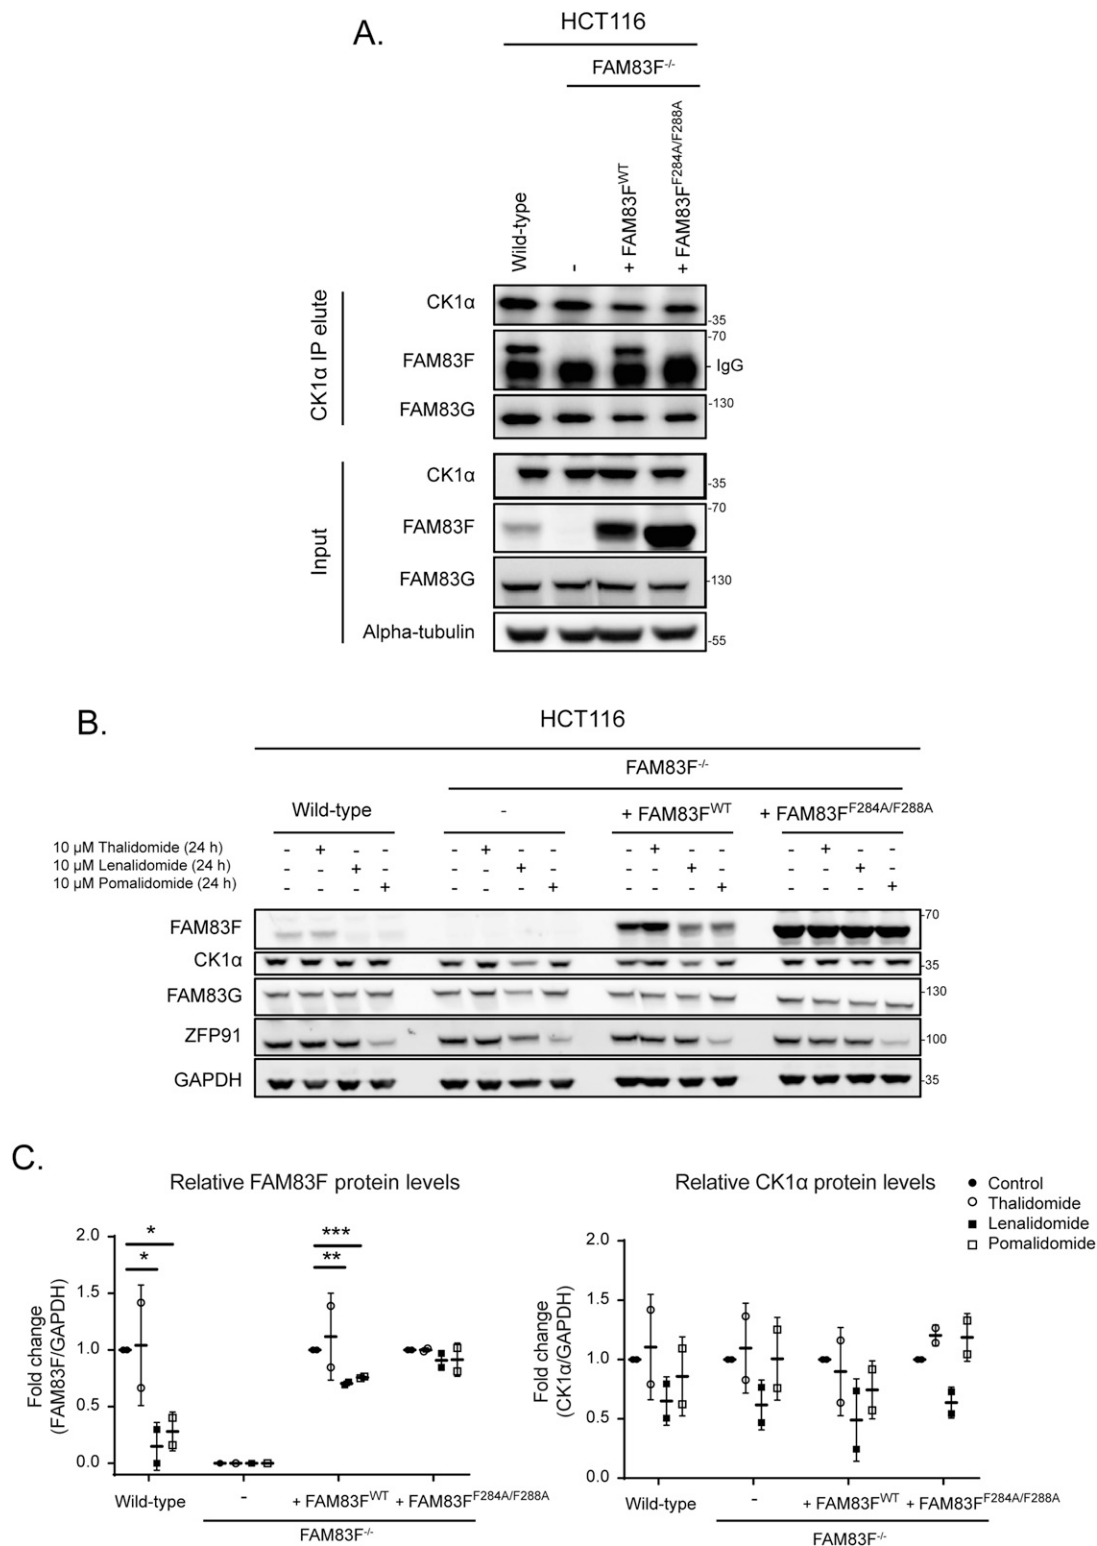 A.
HCT116
FAM83F-/-
Wild-type
-
+ FAM83FWT
+ FAM83FF284A/F288A
CK1α IP elute
CK1α
-35
-70
FAM83F
- IgG
FAM83G
-130
Input
CK1α
-35
-70
FAM83F
FAM83G
-130
Alpha-tubulin
-55
B.
HCT116
FAM83F-/-
Wild-type - + FAM83FWT + FAM83FF284A/F288A
10 µM Thalidomide (24 h) - + - - - + - - - + - - - + - -
10 µM Lenalidomide (24 h) - - + - - - + - - - + - - - + -
10 µM Pomalidomide (24 h) - - - + - - - + - - - + - - - +
FAM83F -70
CK1α -35
FAM83G -130
ZFP91 -100
GAPDH -35
C.
Relative FAM83F protein levels
Fold change
(FAM83F/GAPDH)
2.0
1.5
1.0
0.5
0.0
* * ** ***
Wild-type - + FAM83FWT + FAM83FF284A/F288A
FAM83F-/-
Relative CK1α protein levels
Control
Thalidomide
Lenalidomide
Pomalidomide
Fold change
(CK1α/GAPDH)
2.0
1.5
1.0
0.5
0.0
Wild-type - + FAM83FWT + FAM83FF284A/F288A
FAM83F-/-